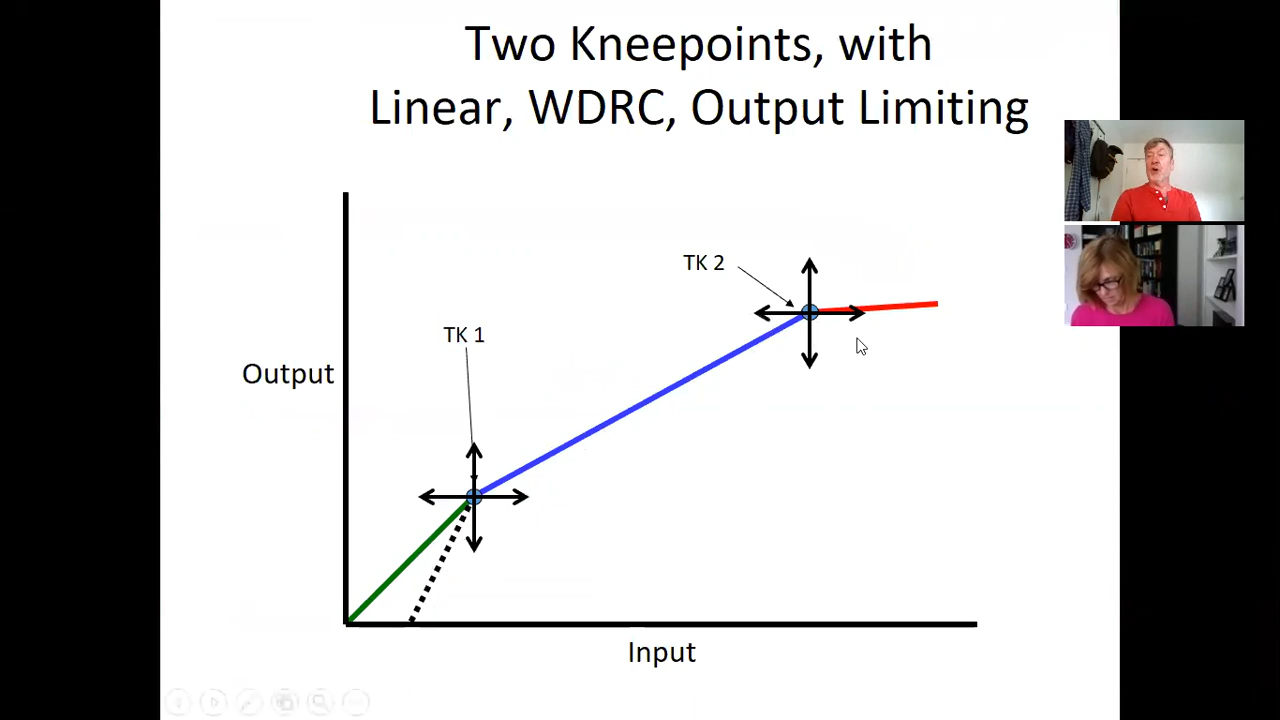 Two Kneepoints, with
Linear, WDRC, Output Limiting
TK 2
TK 1
Output
Input